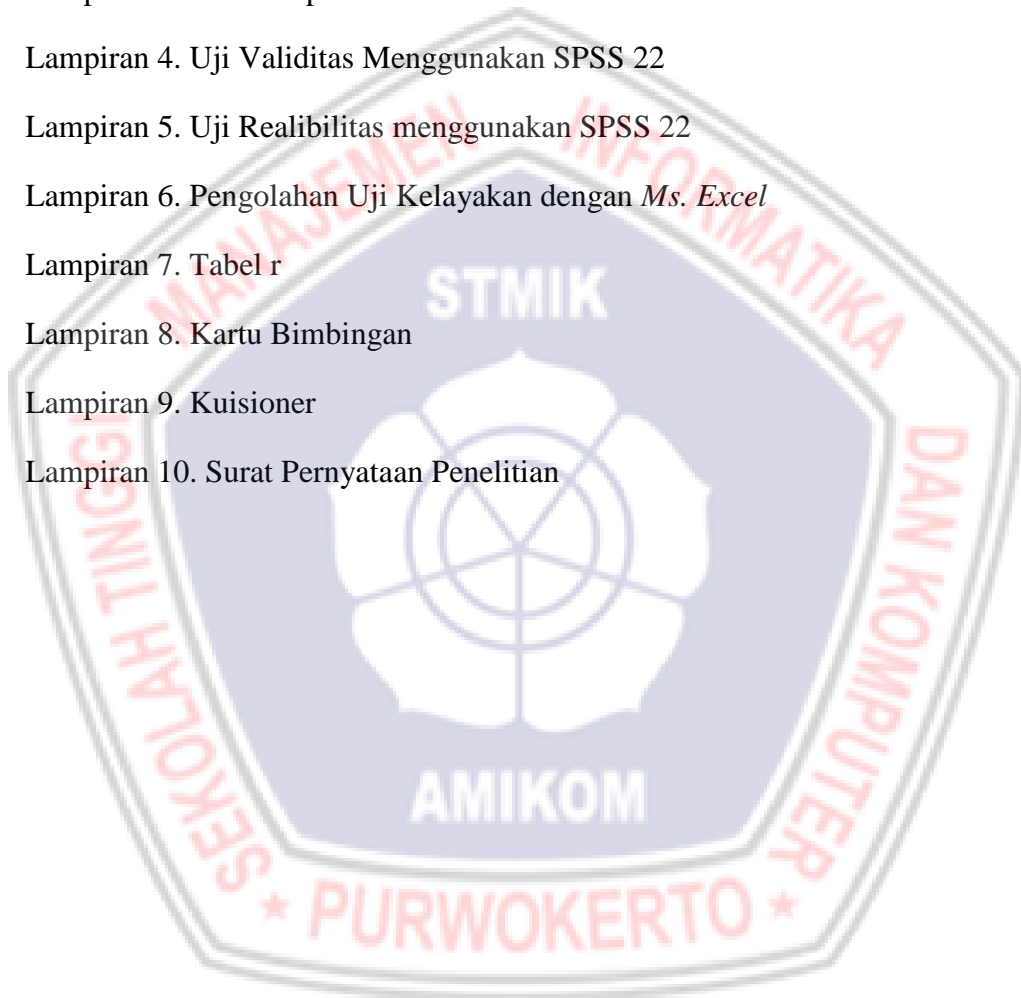 Lampiran 4. Uji Validitas Menggunakan SPSS 22
Lampiran 5. Uji Realibilitas menggunakan SPSS 22
Lampiran 6. Pengolahan Uji Kelayakan dengan Ms. Excel
Lampiran 7. Tabel r
Lampiran 8. Kartu Bimbingan
Lampiran 9. Kuisioner
Lampiran 10. Surat Pernyataan Penelitian
SEKOLAH TINGGI MANAJEMEN INFORMATIKA DAN KOMPUTER
STMIK
AMIKOM
* PURWOKERTO *